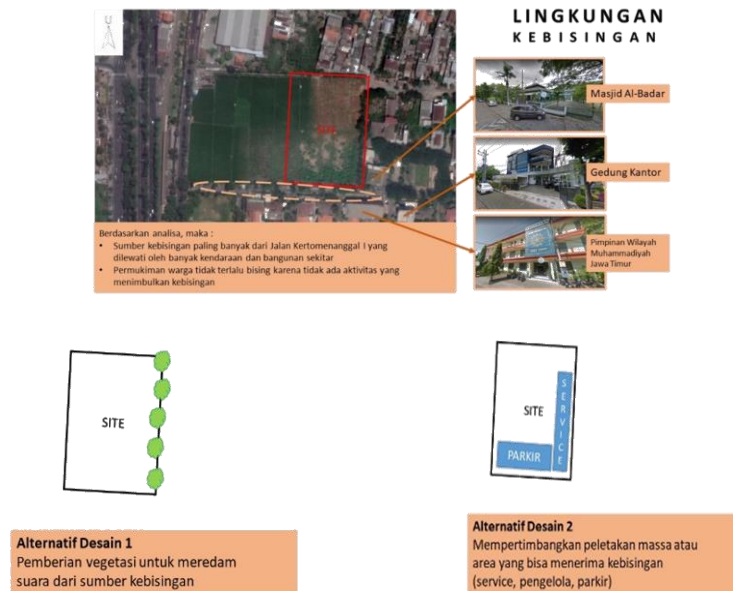 LINGKUNGAN
KEBISINGAN
U
SITE
Masjid Al-Badar
Gedung Kantor
Pimpinan Wilayah
Muhammadiyah
Jawa Timur
Berdasarkan analisa, maka :
• Sumber kebisingan paling banyak dari Jalan Kertomenanggal I yang
dilewati oleh banyak kendaraan dan bangunan sekitar
• Permukiman warga tidak terlalu bising karena tidak ada aktivitas yang
menimbulkan kebisingan
SITE
SITE
SERVICE
PARKIR
Alternatif Desain 1
Pemberian vegetasi untuk meredam
suara dari sumber kebisingan
Alternatif Desain 2
Mempertimbangkan peletakan massa atau
area yang bisa menerima kebisingan
(service, pengelola, parkir)